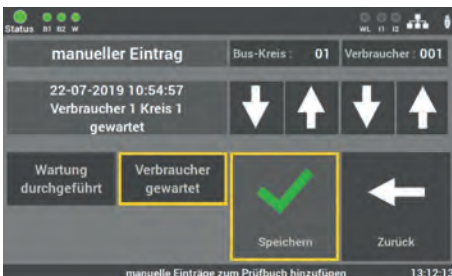 Status B1 B2 W WL I1 I2
manueller Eintrag
Bus-Kreis : 01
Verbraucher : 001
22-07-2019 10:54:57
Verbraucher 1 Kreis 1
gewartet
Wartung
durchgeführt
Verbraucher
gewartet
Speichern
Zurück
manuelle Einträge zum Prüfbuch hinzufügen
13:12:13